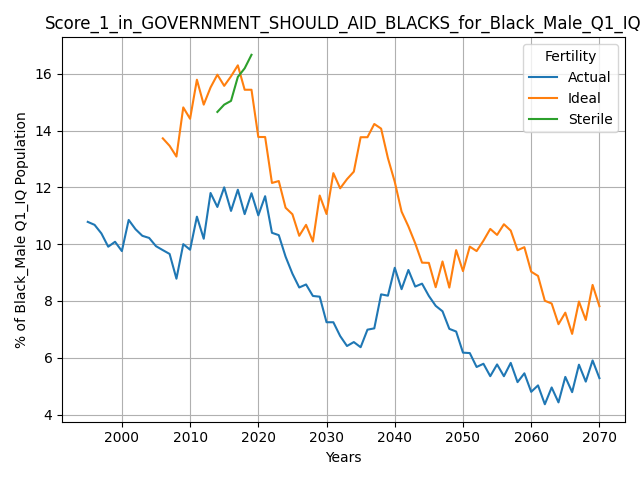 Score_1_in_GOVERNMENT_SHOULD_AID_BLACKS_for_Black_Male_Q1_IQ
Fertility
Actual
Ideal
Sterile
% of Black_Male Q1_IQ Population
16
14
12
10
8
6
4
2000 2010 2020 2030 2040 2050 2060 2070
Years